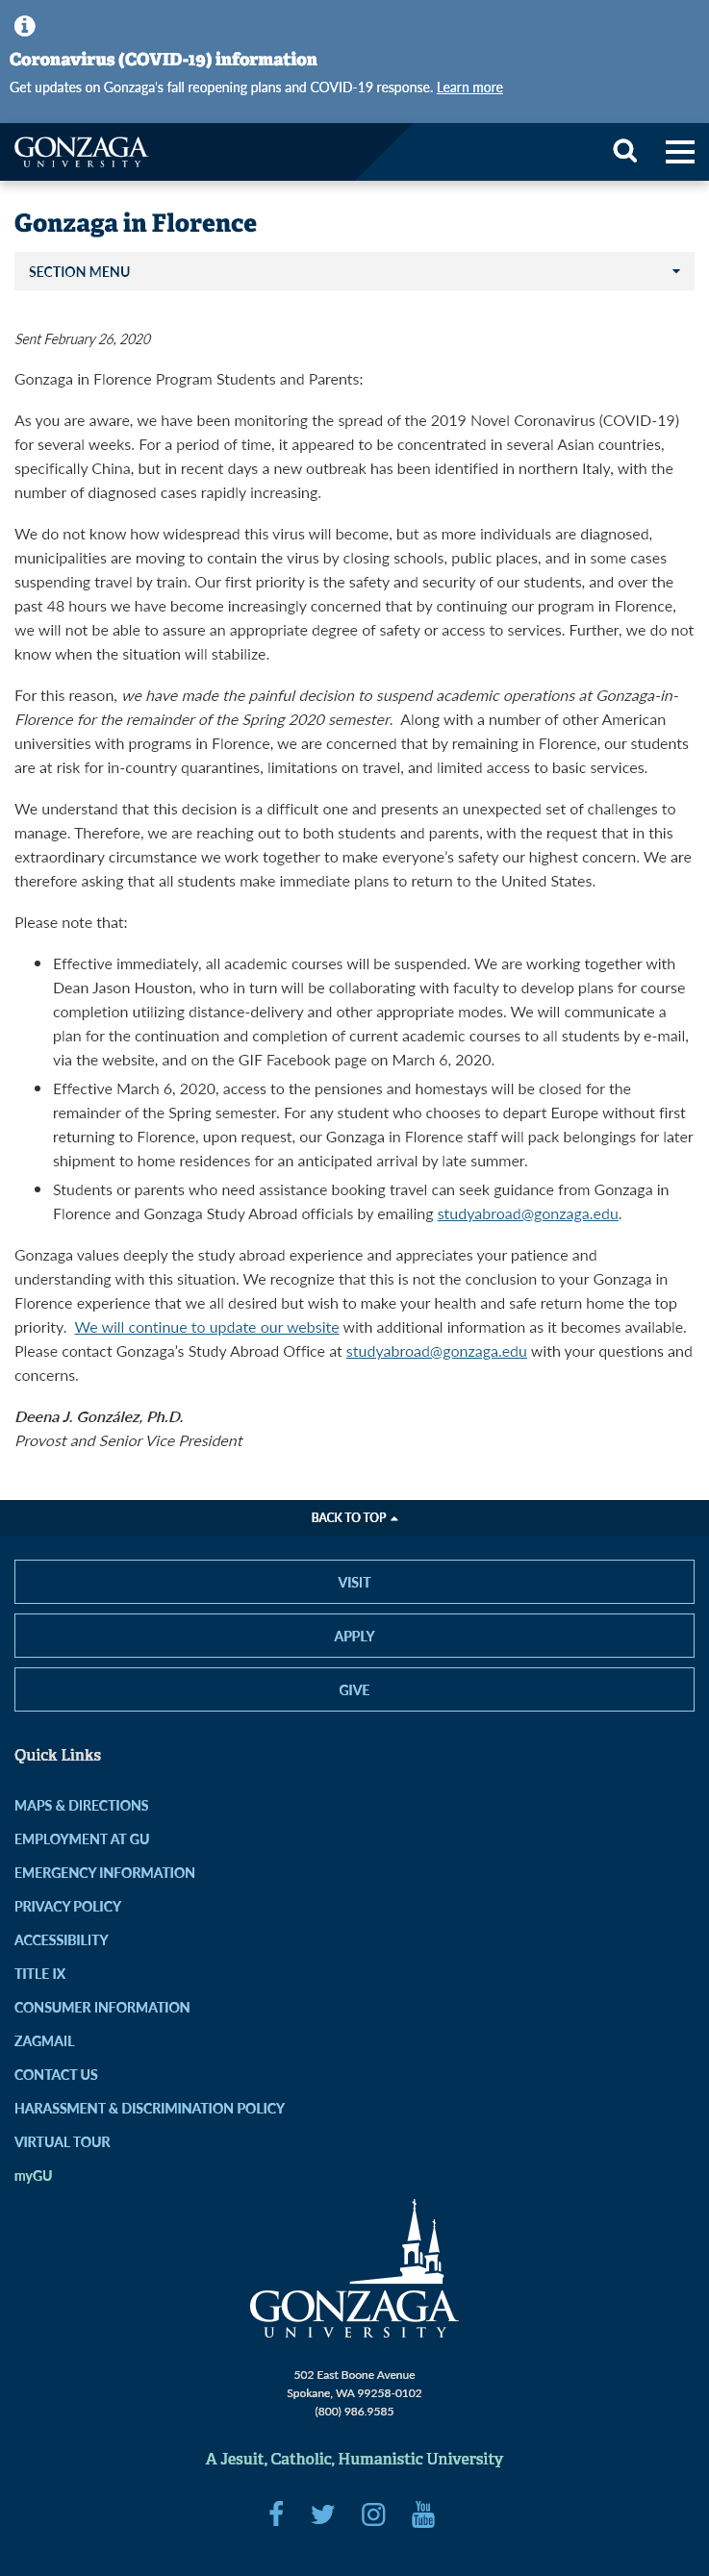 Coronavirus (COVID-19) information
Get updates on Gonzaga's fall reopening plans and COVID-19 response. Learn more
GONZAGA
UNIVERSITY
Gonzaga in Florence
SECTION MENU
Sent February 26, 2020
Gonzaga in Florence Program Students and Parents:
As you are aware, we have been monitoring the spread of the 2019 Novel Coronavirus (COVID-19)
for several weeks. For a period of time, it appeared to be concentrated in several Asian countries,
specifically China, but in recent days a new outbreak has been identified in northern Italy, with the
number of diagnosed cases rapidly increasing.
We do not know how widespread this virus will become, but as more individuals are diagnosed,
municipalities are moving to contain the virus by closing schools, public places, and in some cases
suspending travel by train. Our first priority is the safety and security of our students, and over the
past 48 hours we have become increasingly concerned that by continuing our program in Florence,
we will not be able to assure an appropriate degree of safety or access to services. Further, we do not
know when the situation will stabilize.
For this reason, we have made the painful decision to suspend academic operations at Gonzaga-in-
Florence for the remainder of the Spring 2020 semester. Along with a number of other American
universities with programs in Florence, we are concerned that by remaining in Florence, our students
are at risk for in-country quarantines, limitations on travel, and limited access to basic services.
We understand that this decision is a difficult one and presents an unexpected set of challenges to
manage. Therefore, we are reaching out to both students and parents, with the request that in this
extraordinary circumstance we work together to make everyone’s safety our highest concern. We are
therefore asking that all students make immediate plans to return to the United States.
Please note that:
• Effective immediately, all academic courses will be suspended. We are working together with
Dean Jason Houston, who in turn will be collaborating with faculty to develop plans for course
completion utilizing distance-delivery and other appropriate modes. We will communicate a
plan for the continuation and completion of current academic courses to all students by e-mail,
via the website, and on the GIF Facebook page on March 6, 2020.
• Effective March 6, 2020, access to the pensiones and homestays will be closed for the
remainder of the Spring semester. For any student who chooses to depart Europe without first
returning to Florence, upon request, our Gonzaga in Florence staff will pack belongings for later
shipment to home residences for an anticipated arrival by late summer.
• Students or parents who need assistance booking travel can seek guidance from Gonzaga in
Florence and Gonzaga Study Abroad officials by emailing studyabroad@gonzaga.edu.
Gonzaga values deeply the study abroad experience and appreciates your patience and
understanding with this situation. We recognize that this is not the conclusion to your Gonzaga in
Florence experience that we all desired but wish to make your health and safe return home the top
priority. We will continue to update our website with additional information as it becomes available.
Please contact Gonzaga’s Study Abroad Office at studyabroad@gonzaga.edu with your questions and
concerns.
Deena J. González, Ph.D.
Provost and Senior Vice President
BACK TO TOP
VISIT
APPLY
GIVE
Quick Links
MAPS & DIRECTIONS
EMPLOYMENT AT GU
EMERGENCY INFORMATION
PRIVACY POLICY
ACCESSIBILITY
TITLE IX
CONSUMER INFORMATION
ZAGMAIL
CONTACT US
HARASSMENT & DISCRIMINATION POLICY
VIRTUAL TOUR
myGU
GONZAGA
UNIVERSITY
502 East Boone Avenue
Spokane, WA 99258-0102
(800) 986.9585
A Jesuit, Catholic, Humanistic University
You
Tube